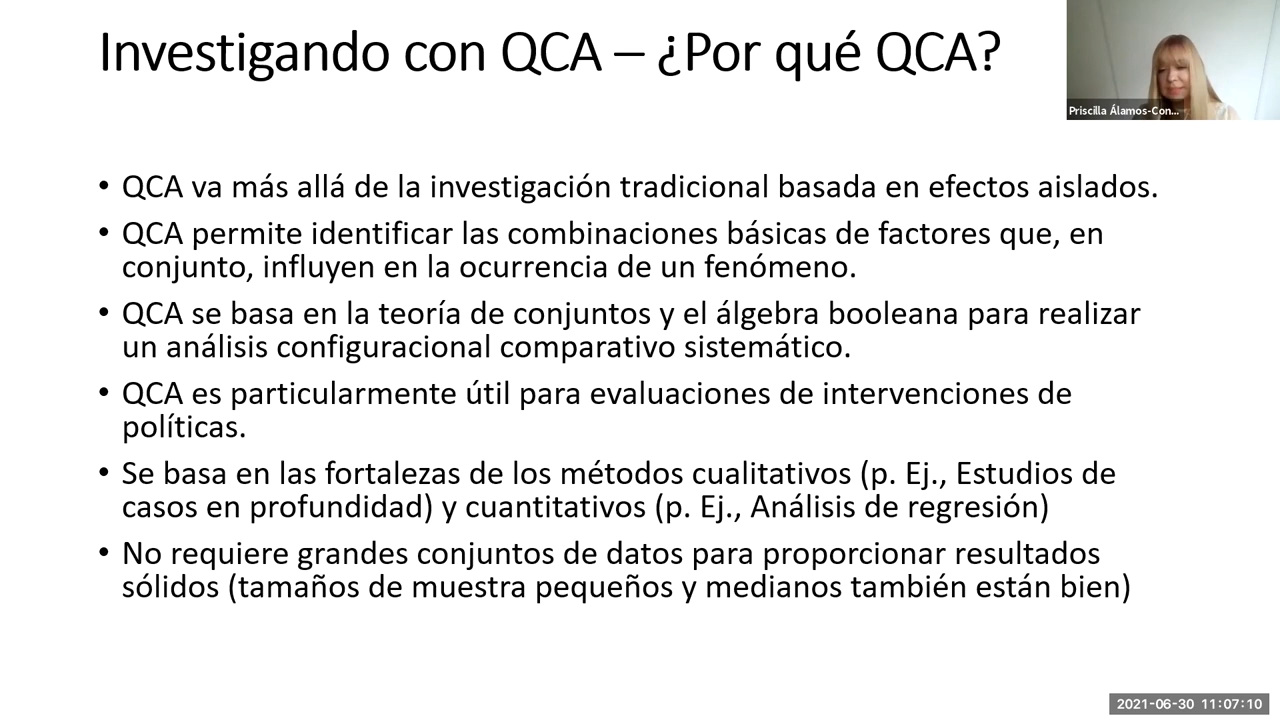 Investigando con QCA – ¿Por qué QCA?
Priscilla Álamos-Con...
• QCA va más allá de la investigación tradicional basada en efectos aislados.
• QCA permite identificar las combinaciones básicas de factores que, en
conjunto, influyen en la ocurrencia de un fenómeno.
• QCA se basa en la teoría de conjuntos y el álgebra booleana para realizar
un análisis configuracional comparativo sistemático.
• QCA es particularmente útil para evaluaciones de intervenciones de
políticas.
• Se basa en las fortalezas de los métodos cualitativos (p. Ej., Estudios de
casos en profundidad) y cuantitativos (p. Ej., Análisis de regresión)
• No requiere grandes conjuntos de datos para proporcionar resultados
sólidos (tamaños de muestra pequeños y medianos también están bien)
2021-06-30 11:07:10